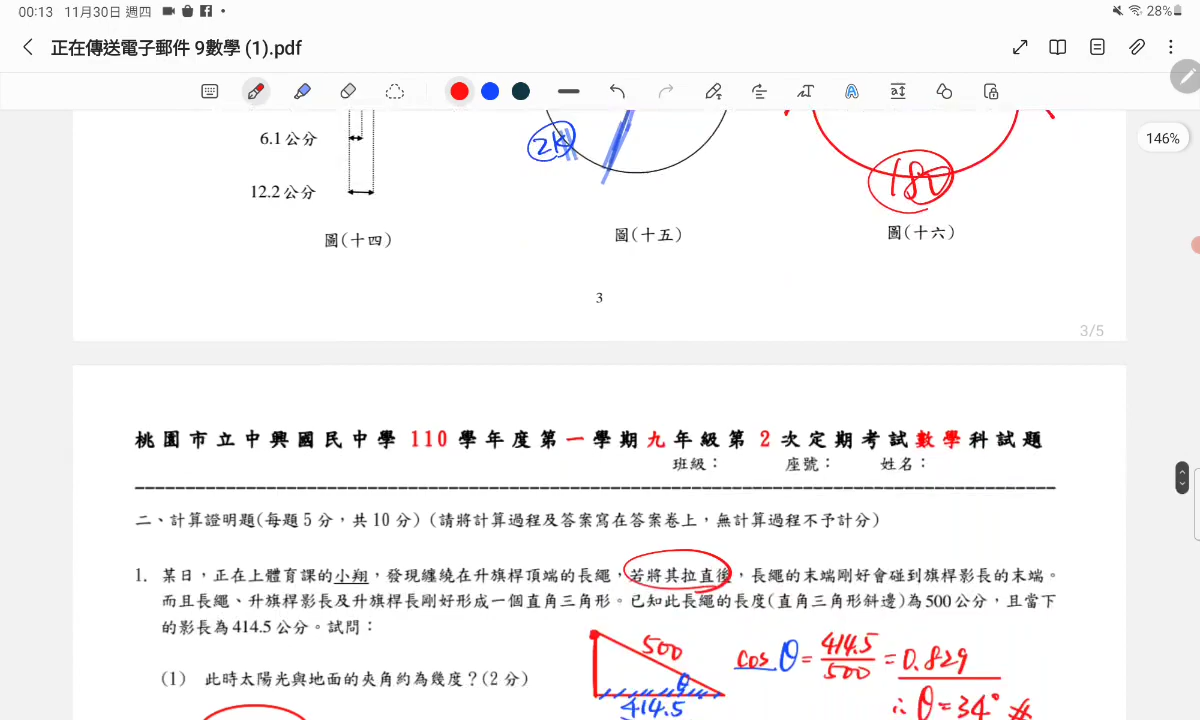 00:13 11月30日 週四 28%
正在傳送電子郵件 9數學 (1).pdf
146%
6.1公分
12.2公分
2K
180
圖(十四)
圖(十五)
圖(十六)
3
3/5
桃園市立中興國民中學 110 學年度第一學期九年級第 2 次定期考試數學科試題
班級： 座號： 姓名：
二、計算證明題(每題5分，共10分) (請將計算過程及答案寫在答案卷上，無計算過程不予計分)
1. 某日，正在上體育課的小翔，發現纏繞在升旗桿頂端的長繩，若將其拉直後，長繩的末端剛好會碰到旗桿影長的末端。
而且長繩、升旗桿影長及升旗桿長剛好形成一個直角三角形。已知此長繩的長度(直角三角形斜邊)為500公分，且當下
的影長為414.5公分。試問：
(1) 此時太陽光與地面的夾角約為幾度？(2分)
500
θ
414.5
cosθ = 414.5/500 = 0.829
∴ θ = 34°